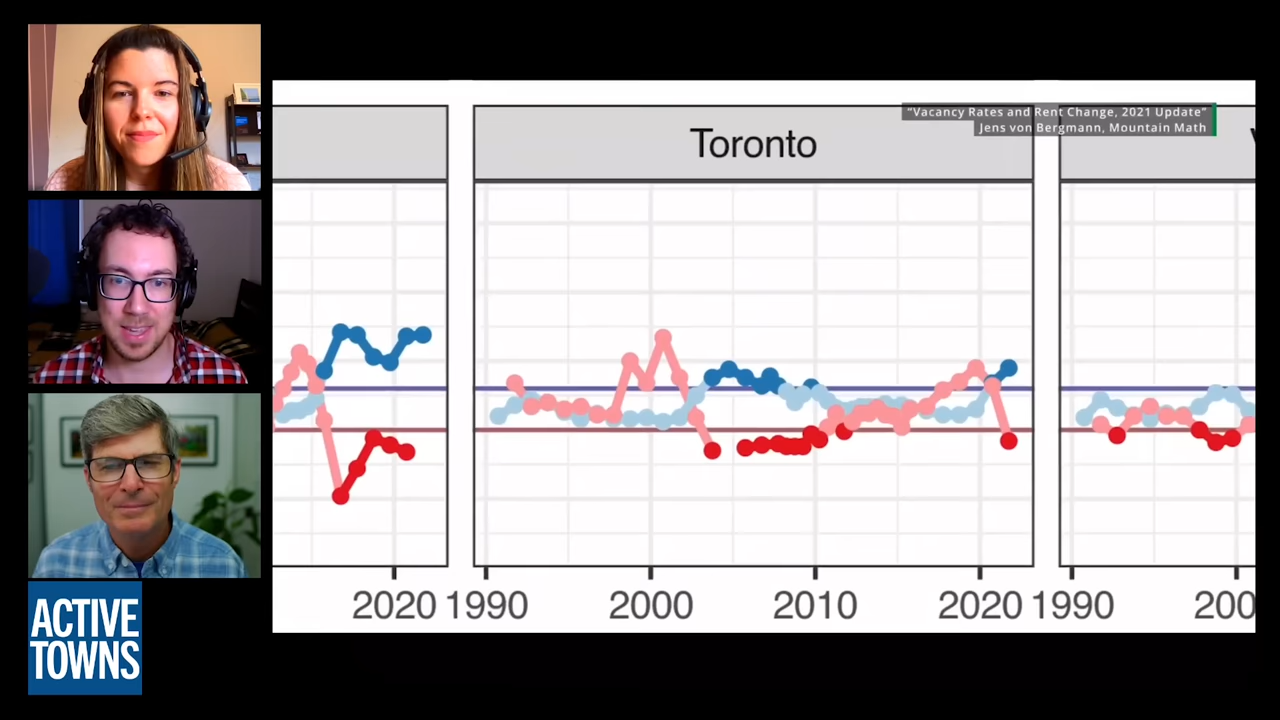 "Vacancy Rates and Rent Change, 2021 Update"
Jens von Bergmann, Mountain Math
Toronto
2020 1990 2000 2010 2020 1990 200
ACTIVE
TOWNS